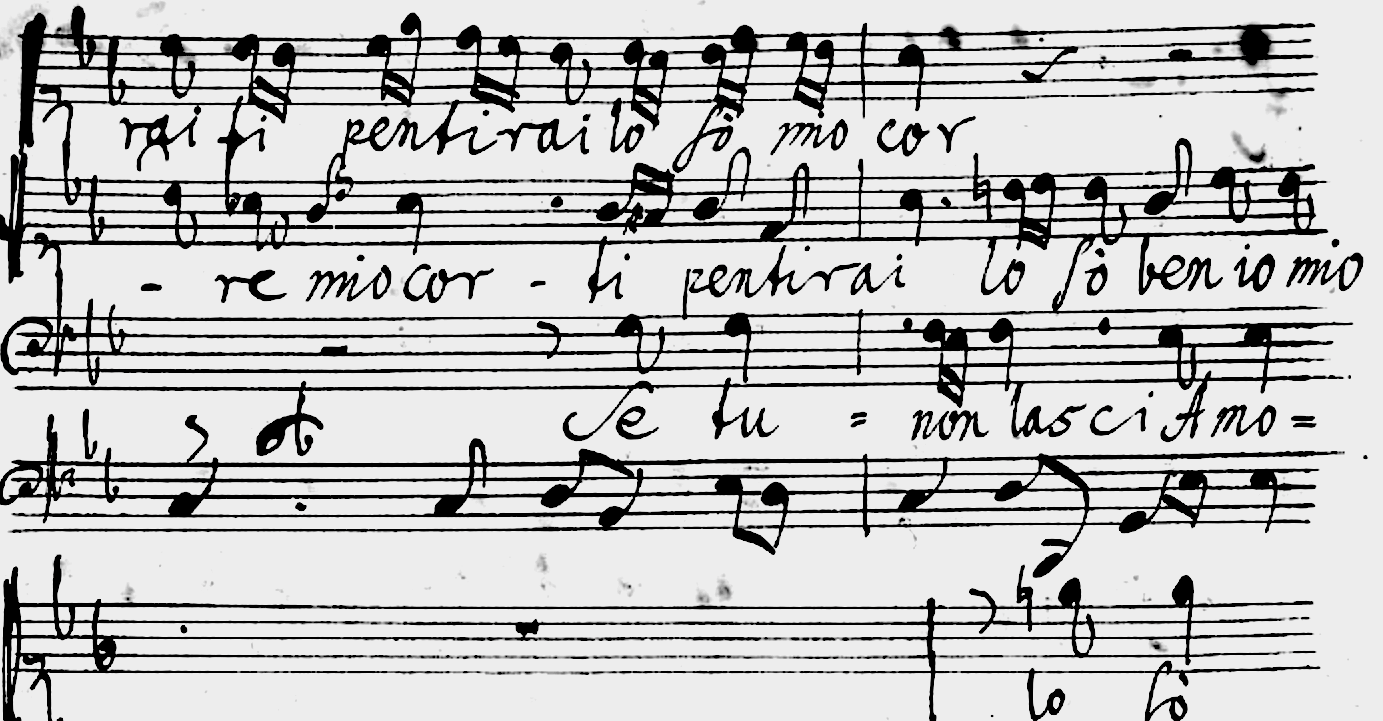 rai ti pentirai lo sò mio cor
- re mio cor - ti pentirai lo sò ben io mio
Se tu = non lasci Amo =
lo sò